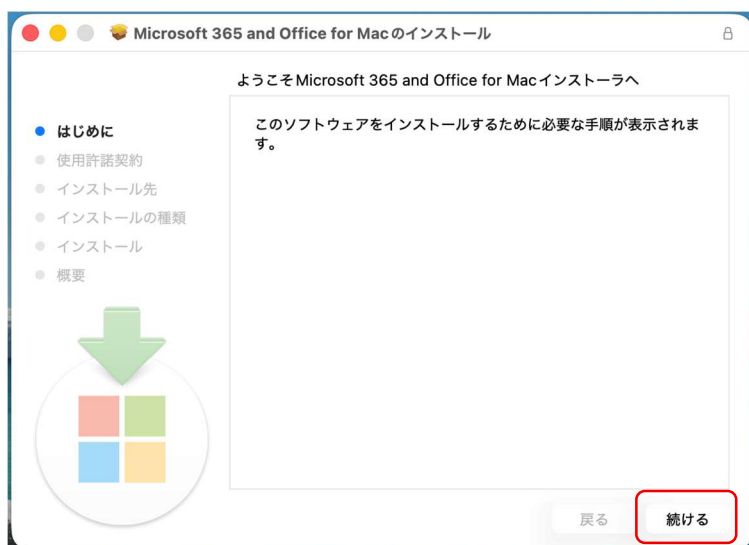 Microsoft 365 and Office for Macのインストール
ようこそMicrosoft 365 and Office for Macインストーラへ
はじめに
使用許諾契約
インストール先
インストールの種類
インストール
概要
このソフトウェアをインストールするために必要な手順が表示されま
す。
戻る
続ける